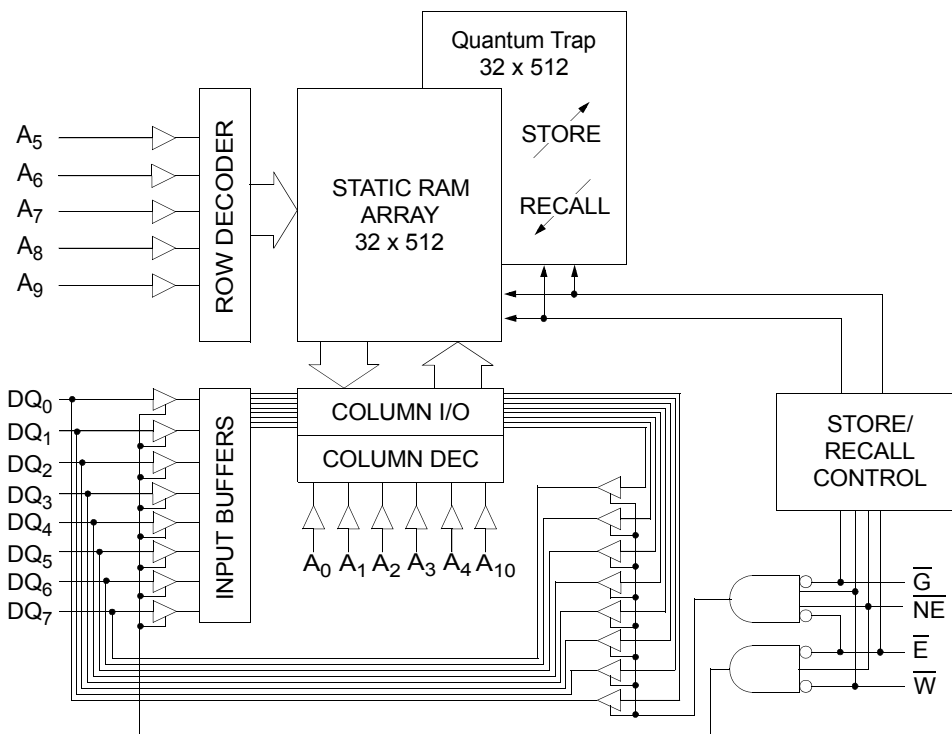 Quantum Trap
32 x 512
STORE
RECALL
STATIC RAM
ARRAY
32 x 512
ROW DECODER
A5
A6
A7
A8
A9
DQ0
DQ1
DQ2
DQ3
DQ4
DQ5
DQ6
DQ7
INPUT BUFFERS
COLUMN I/O
COLUMN DEC
A0 A1 A2 A3 A4 A10
STORE/
RECALL
CONTROL
G̅
N̅E̅
E̅
W̅